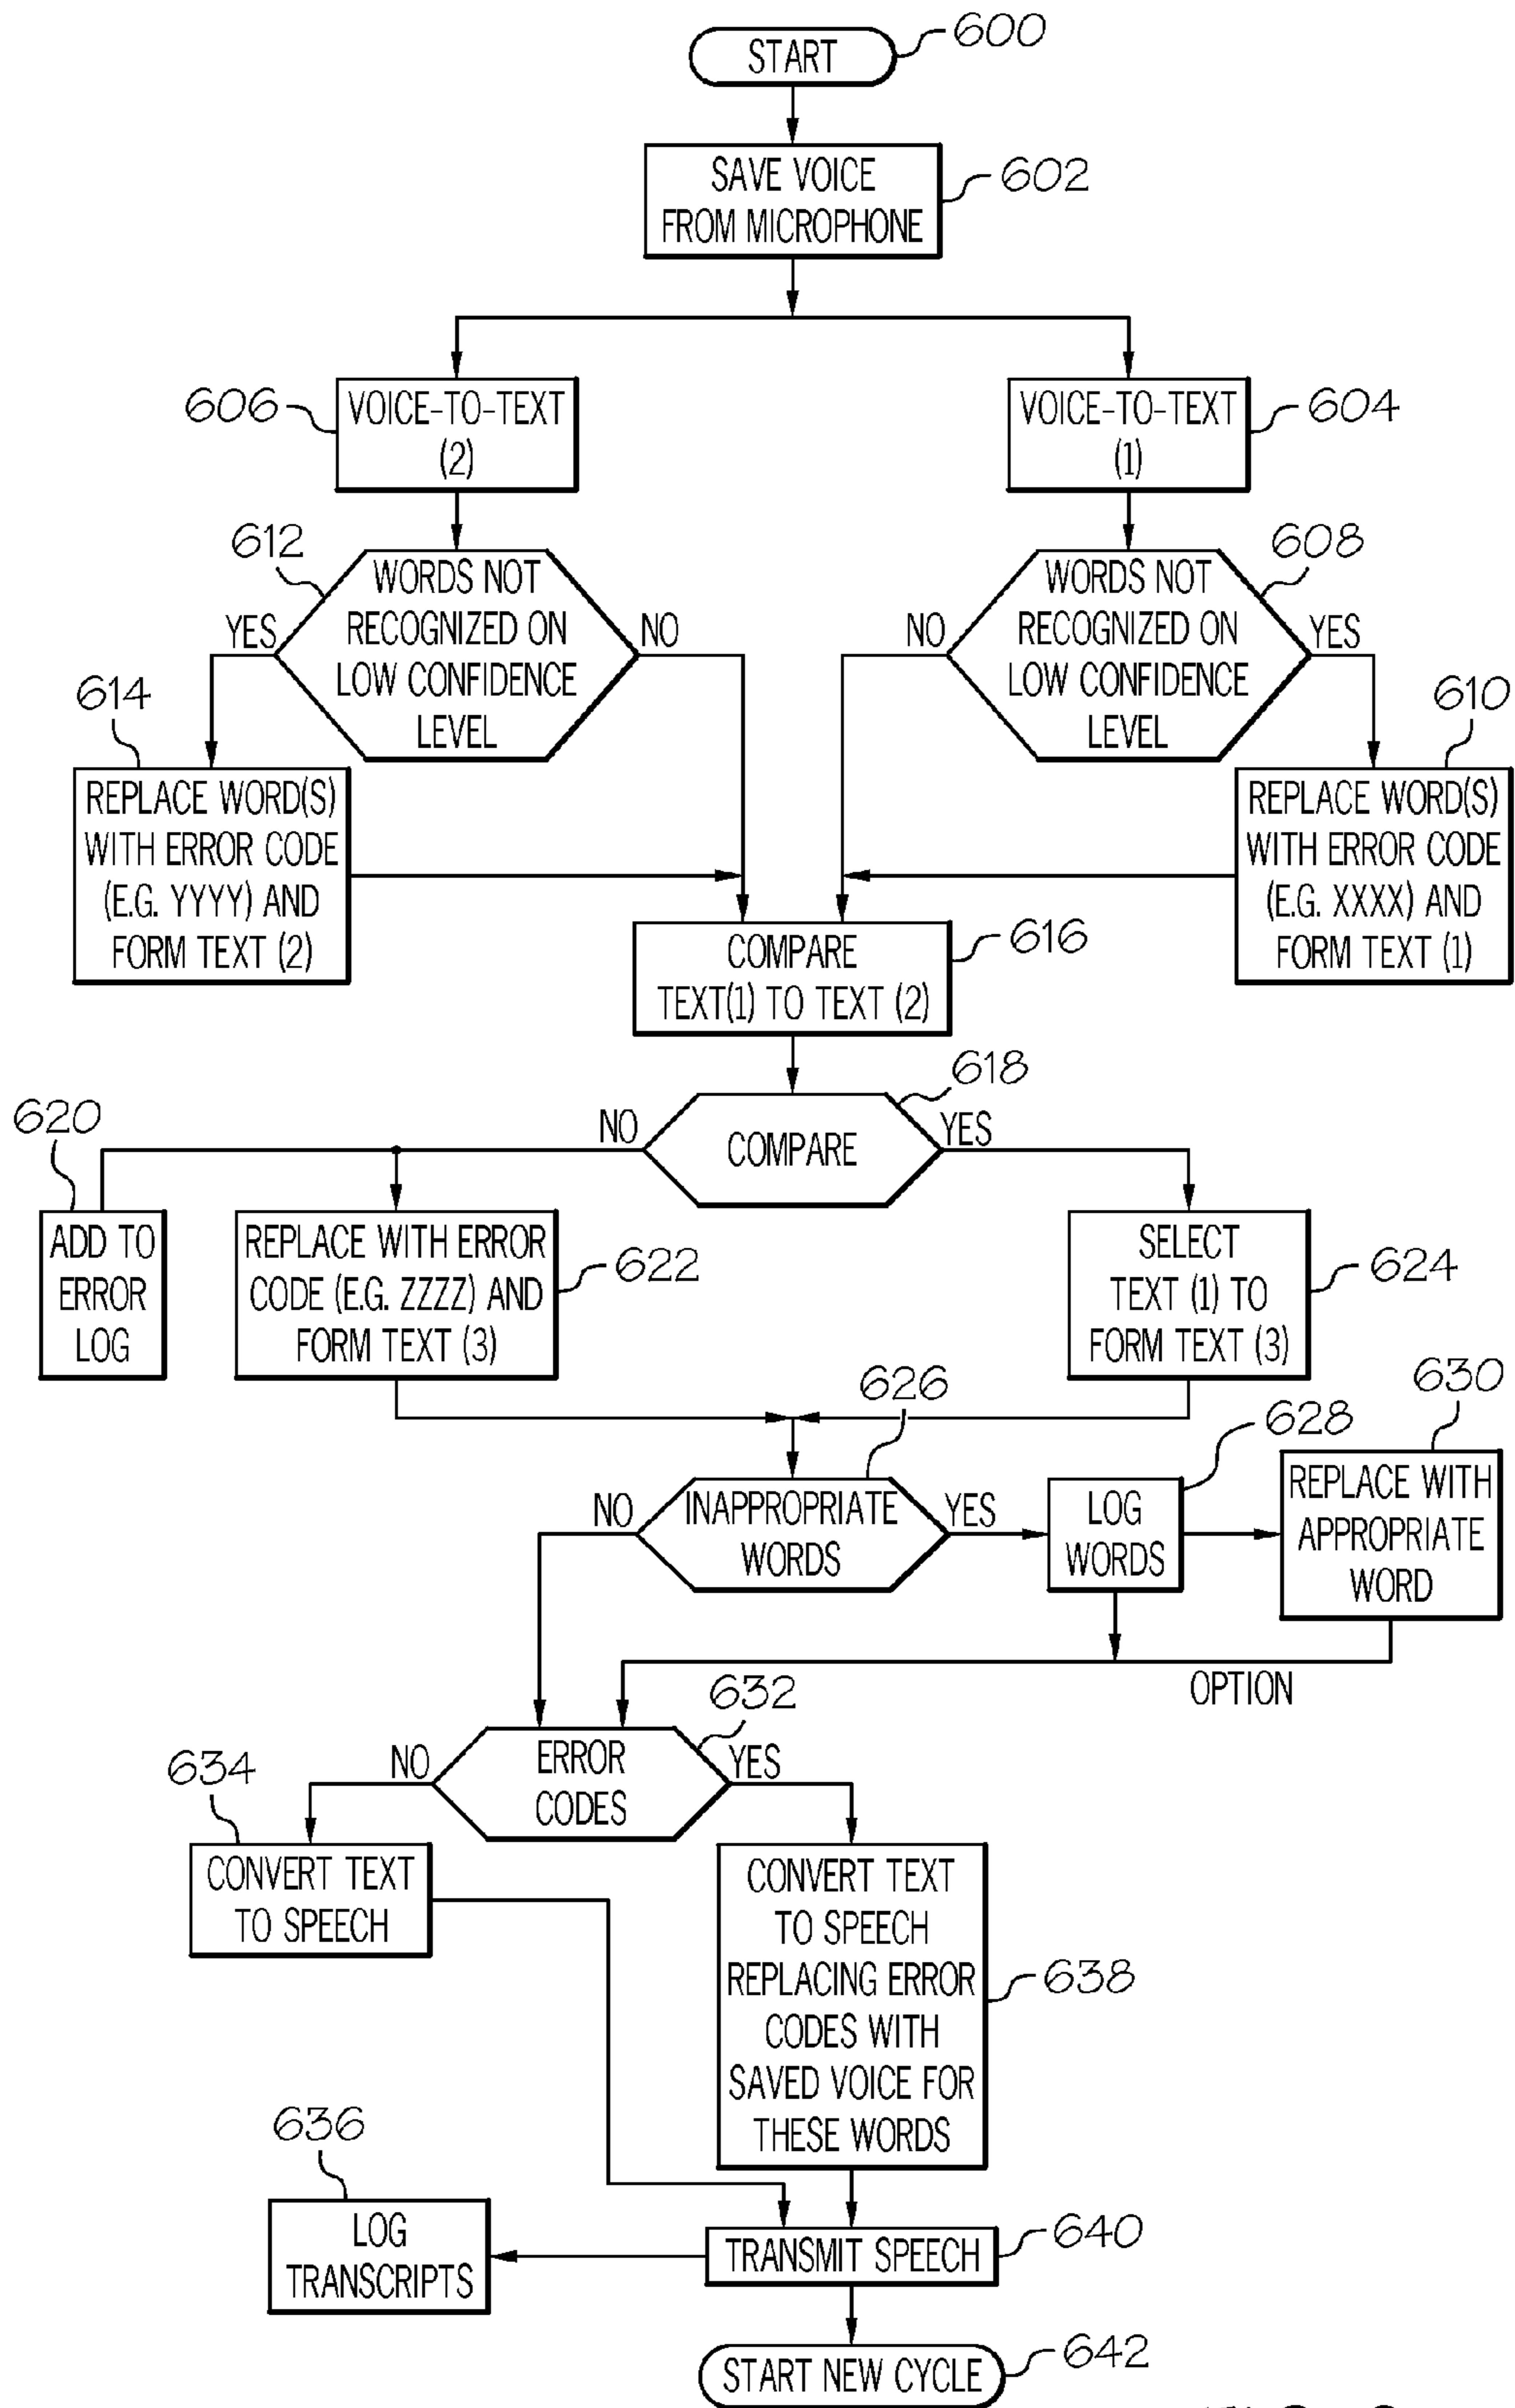 START
600
SAVE VOICE
FROM MICROPHONE
602
606
VOICE-TO-TEXT
(2)
VOICE-TO-TEXT
(1)
604
612
WORDS NOT
RECOGNIZED ON
LOW CONFIDENCE
LEVEL
YES
NO
608
WORDS NOT
RECOGNIZED ON
LOW CONFIDENCE
LEVEL
NO
YES
614
REPLACE WORD(S)
WITH ERROR CODE
(E.G. YYYY) AND
FORM TEXT (2)
610
REPLACE WORD(S)
WITH ERROR CODE
(E.G. XXXX) AND
FORM TEXT (1)
COMPARE
TEXT(1) TO TEXT (2)
616
618
NO
COMPARE
YES
620
ADD TO
ERROR
LOG
REPLACE WITH ERROR
CODE (E.G. ZZZZ) AND
FORM TEXT (3)
622
SELECT
TEXT (1) TO
FORM TEXT (3)
624
626
NO
INAPPROPRIATE
WORDS
YES
628
LOG
WORDS
630
REPLACE WITH
APPROPRIATE
WORD
OPTION
632
NO
ERROR
CODES
YES
634
CONVERT TEXT
TO SPEECH
CONVERT TEXT
TO SPEECH
REPLACING ERROR
CODES WITH
SAVED VOICE FOR
THESE WORDS
638
636
LOG
TRANSCRIPTS
TRANSMIT SPEECH
640
START NEW CYCLE
642